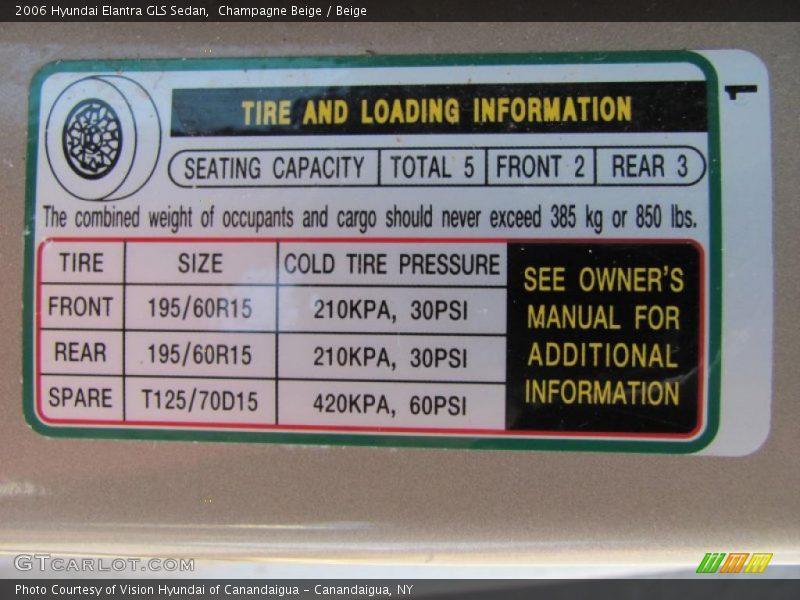 2006 Hyundai Elantra GLS Sedan,  Champagne Beige / Beige
TIRE AND LOADING INFORMATION
1
SEATING CAPACITY TOTAL 5 FRONT 2 REAR 3
The combined weight of occupants and cargo should never exceed 385 kg or 850 lbs.
TIRE SIZE COLD TIRE PRESSURE
FRONT 195/60R15 210KPA, 30PSI
REAR 195/60R15 210KPA, 30PSI
SPARE T125/70D15 420KPA, 60PSI
SEE OWNER'S
MANUAL FOR
ADDITIONAL
INFORMATION
GTCARLOT.COM
Photo Courtesy of Vision Hyundai of Canandaigua - Canandaigua, NY